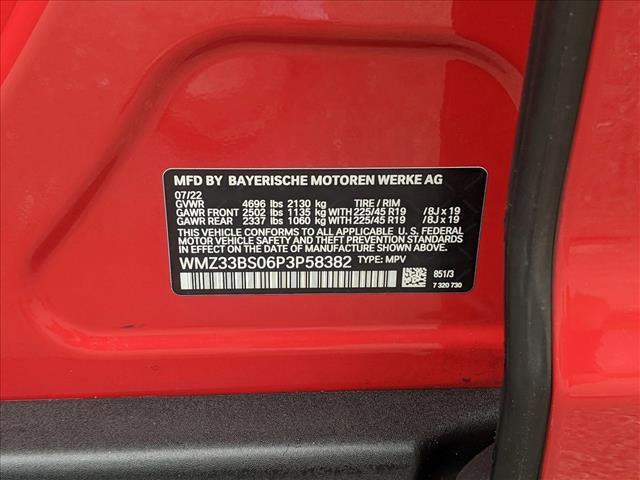 MFD BY BAYERISCHE MOTOREN WERKE AG
07/22
GVWR 4696 lbs 2130 kg TIRE / RIM
GAWR FRONT 2502 lbs 1135 kg WITH 225/45 R19 /8J x 19
GAWR REAR 2337 lbs 1060 kg WITH 225/45 R19 /8J x 19
THIS VEHICLE CONFORMS TO ALL APPLICABLE U. S. FEDERAL
MOTOR VEHICLE SAFETY AND THEFT PREVENTION STANDARDS
IN EFFECT ON THE DATE OF MANUFACTURE SHOWN ABOVE.
WMZ33BS06P3P58382 TYPE: MPV
851/3
7 320 730